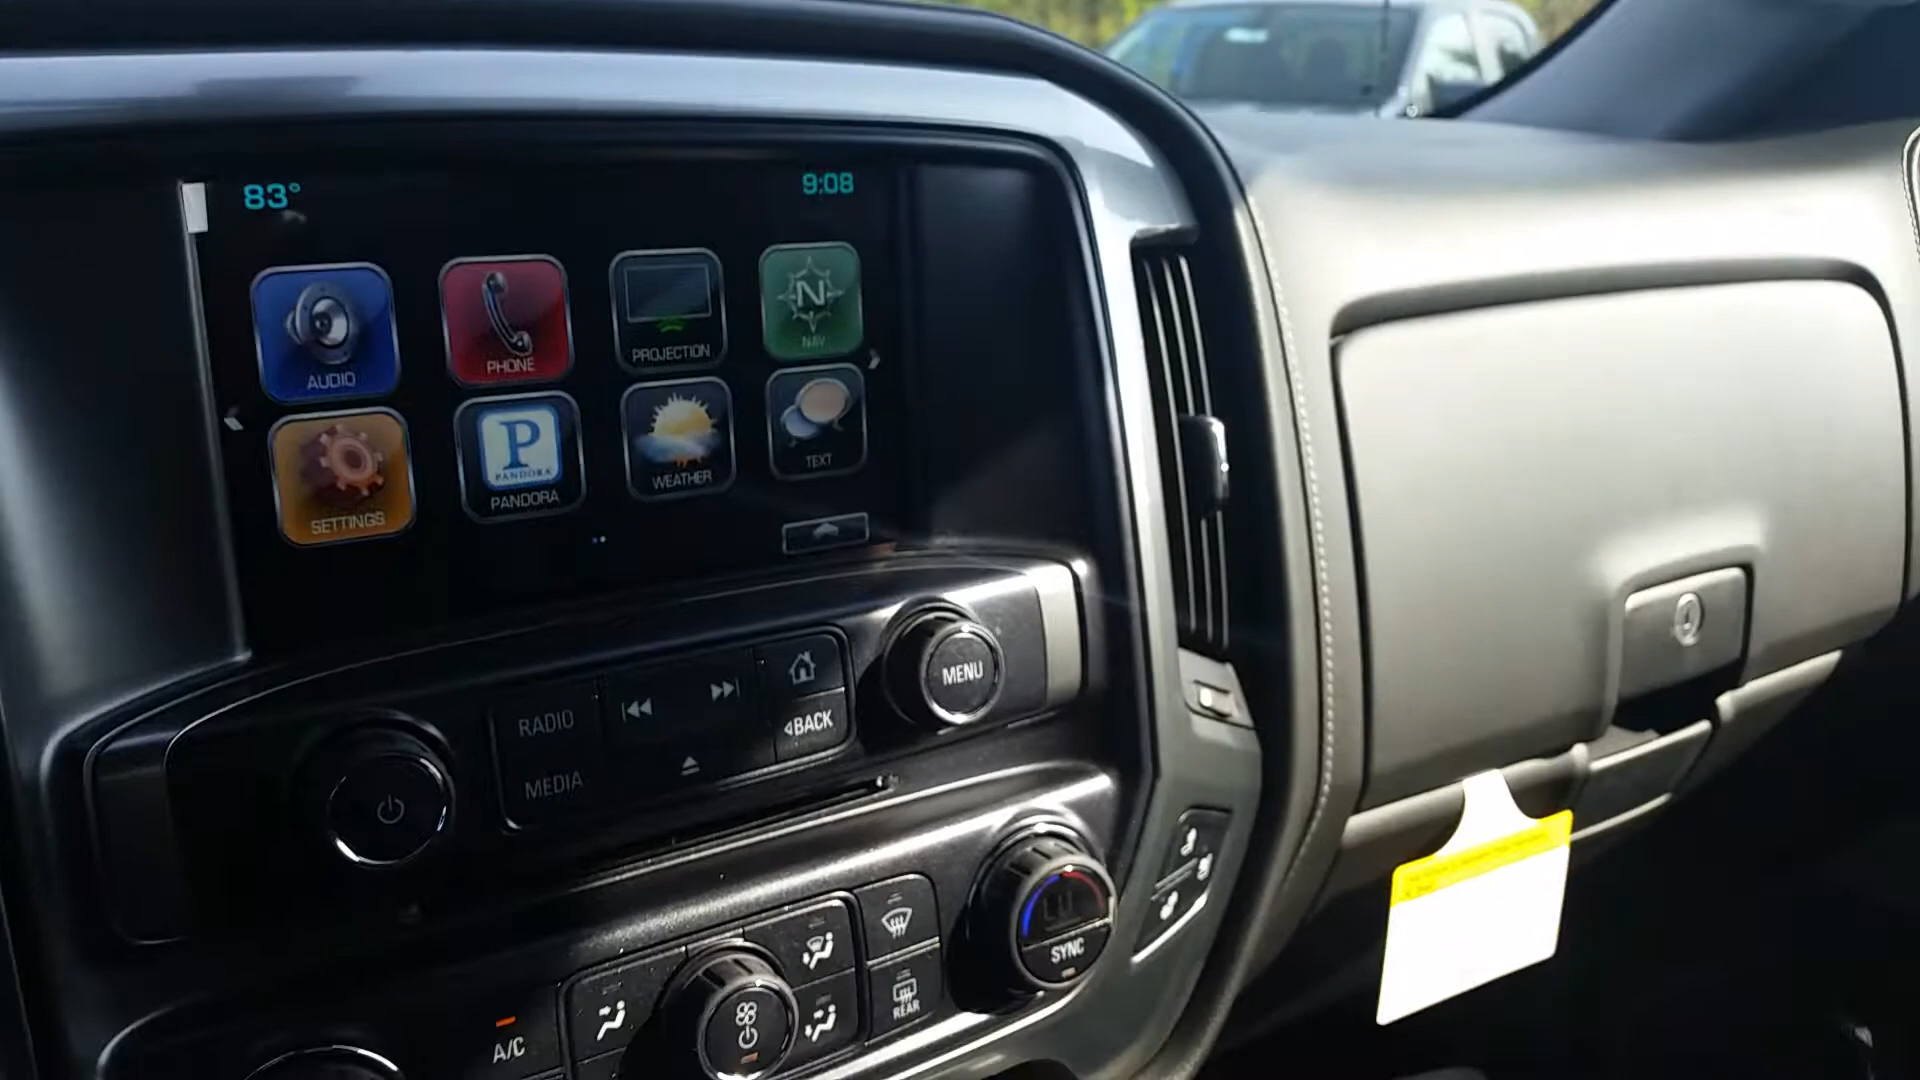 83°
9:08
AUDIO
PHONE
PROJECTION
N
NAV
SETTINGS
P
PANDORA
PANDORA
WEATHER
TEXT
RADIO
MEDIA
BACK
MENU
A/C
REAR
SYNC